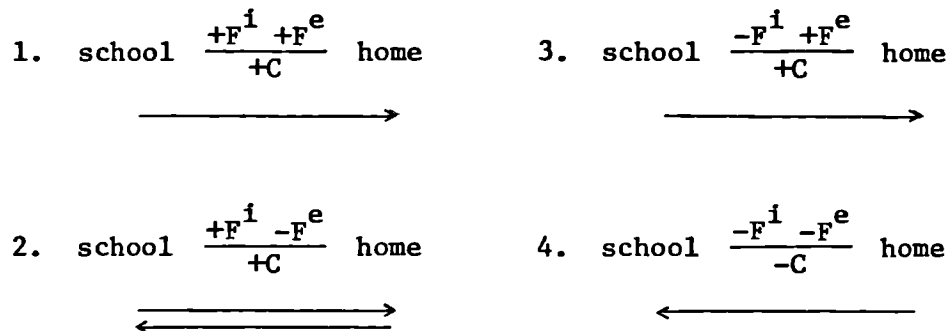 1. school +F^i +F^e / +C home
3. school -F^i +F^e / +C home
2. school +F^i -F^e / +C home
4. school -F^i -F^e / -C home